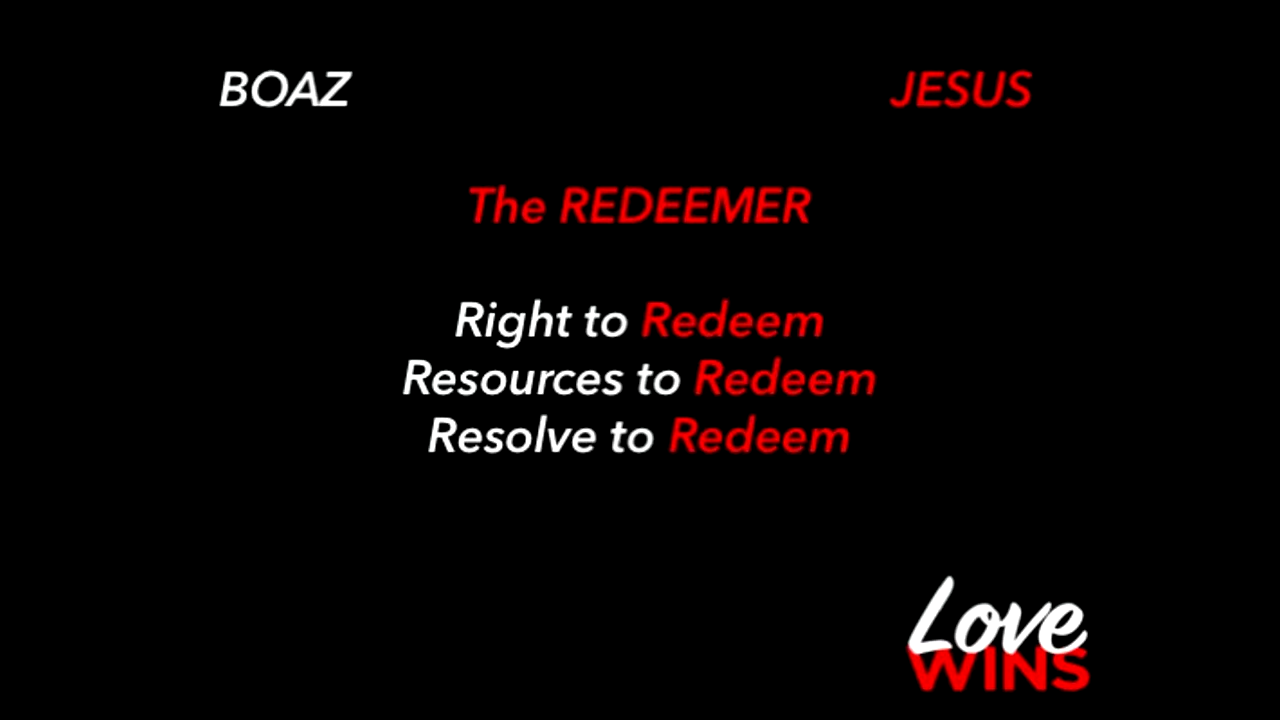 BOAZ JESUS
The REDEEMER
Right to Redeem
Resources to Redeem
Resolve to Redeem
Love
WINS